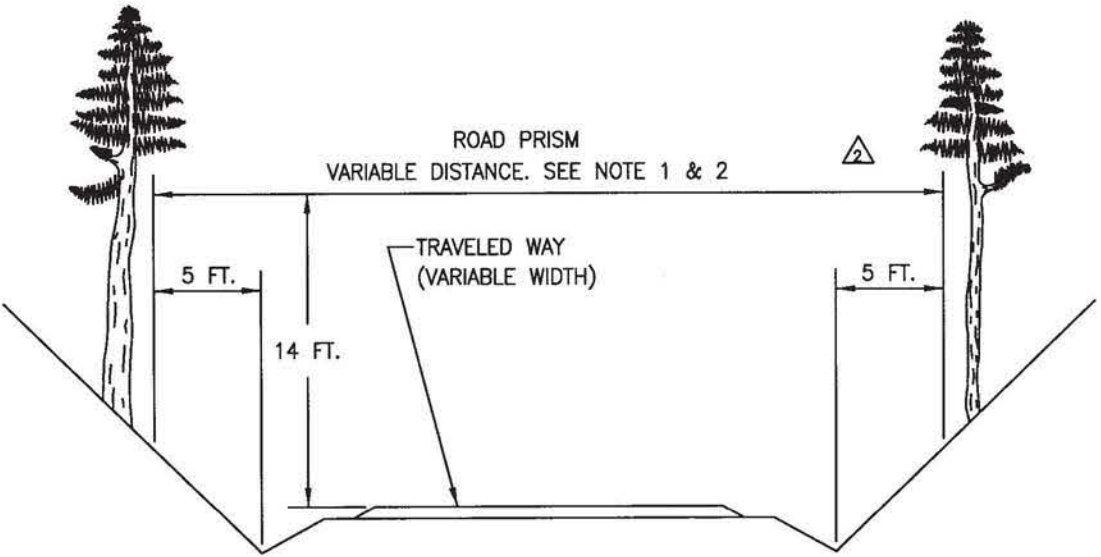 ROAD PRISM
VARIABLE DISTANCE. SEE NOTE 1 & 2
2
TRAVELED WAY
(VARIABLE WIDTH)
5 FT.
5 FT.
14 FT.